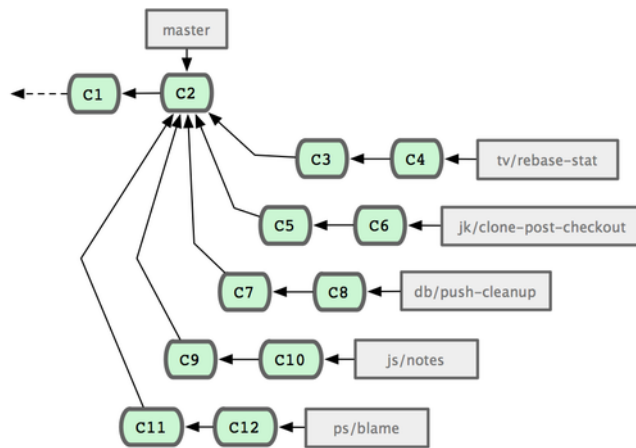 master
C1
C2
C3
C4
tv/rebase-stat
C5
C6
jk/clone-post-checkout
C7
C8
db/push-cleanup
C9
C10
js/notes
C11
C12
ps/blame